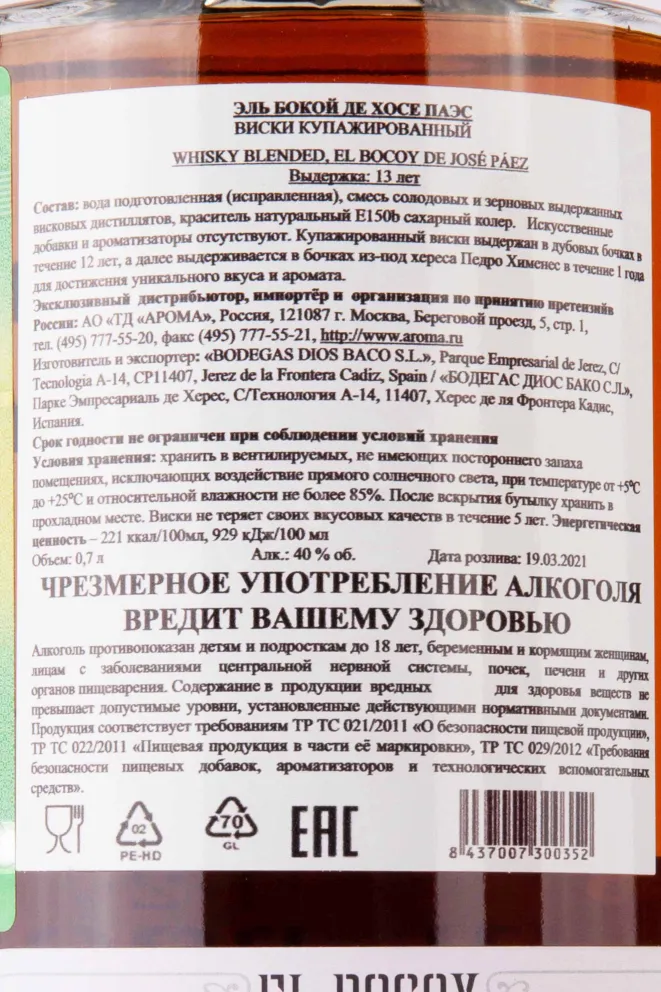 ЭЛЬ БОКОЙ ДЕ ХОСЕ ПАЭС
ВИСКИ КУПАЖИРОВАННЫЙ
WHISKY BLENDED, EL BOCOY DE JOSÉ PÁEZ
Выдержка: 13 лет
Состав: вода подготовленная (исправленная), смесь солодовых и зерновых выдержанных
висковых дистиллятов, краситель натуральный Е150b сахарный колер. Искусственные
добавки и ароматизаторы отсутствуют. Купажированный виски выдержан в дубовых бочках в
течение 12 лет, а далее выдерживается в бочках из-под хереса Педро Хименес в течение 1 года
для достижения уникального вкуса и аромата.
Эксклюзивный дистрибьютор, импортёр и организация по принятию претензийв
России: АО «ТД «АРОМА», Россия, 121087 г. Москва, Береговой проезд, 5, стр. 1,
тел. (495) 777-55-20, факс (495) 777-55-21, http://www.aroma.ru
Изготовитель и экспортер: «BODEGAS DIOS BACO S.L.», Parque Empresarial de Jerez, C/
Tecnologia A-14, CP11407, Jerez de la Frontera Cadiz, Spain / «БОДЕГАС ДИОС БАКО С.Л»,
Парке Эмпресариаль де Херес, С/Технология А-14, 11407, Херес де ля Фронтера Кадис,
Испания.
Срок годности не ограничен при соблюдении условий хранения
Условия хранения: хранить в вентилируемых, не имеющих постороннего запаха
помещениях, исключающих воздействие прямого солнечного света, при температуре от +5°С
до +25°С и относительной влажности не более 85%. После вскрытия бутылку хранить в
прохладном месте. Виски не теряет своих вкусовых качеств в течение 5 лет. Энергетическая
ценность – 221 ккал/100мл, 929 кДж/100 мл
Объем: 0,7 л Алк.: 40 % об. Дата розлива: 19.03.2021
ЧРЕЗМЕРНОЕ УПОТРЕБЛЕНИЕ АЛКОГОЛЯ
ВРЕДИТ ВАШЕМУ ЗДОРОВЬЮ
Алкоголь противопоказан детям и подросткам до 18 лет, беременным и кормящим женщинам,
лицам с заболеваниями центральной нервной системы, почек, печени и других
органов пищеварения. Содержание в продукции вредных для здоровья веществ не
превышает допустимые уровни, установленные действующими нормативными документами.
Продукция соответствует требованиям ТР ТС 021/2011 «О безопасности пищевой продукции»,
ТР ТС 022/2011 «Пищевая продукция в части её маркировки», ТР ТС 029/2012 «Требования
безопасности пищевых добавок, ароматизаторов и технологических вспомогательных
средств».
02
PE-HD
70
GL
EAC
8 437007 300352
EL BOCOY